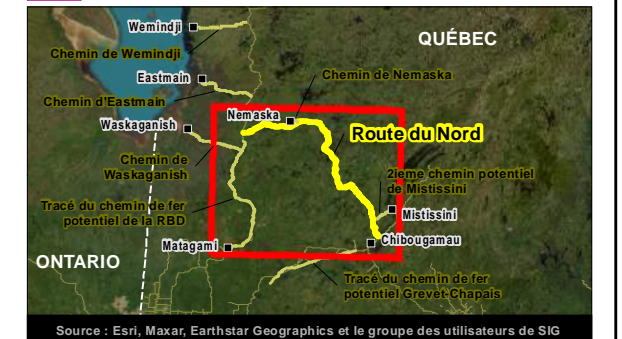 Wemindji
QUÉBEC
Chemin de Wemindji
Eastmain
Chemin de Nemaska
Chemin d'Eastmain
Nemaska
Waskaganish
Route du Nord
Chemin de
Waskaganish
2ieme chemin potentiel
de Mistissini
Tracé du chemin de fer
potentiel de la RBD
Mistissini
Matagami
Chibougamau
ONTARIO
Tracé du chemin de fer
potentiel Grevet-Chapais
Source : Esri, Maxar, Earthstar Geographics et le groupe des utilisateurs de SIG